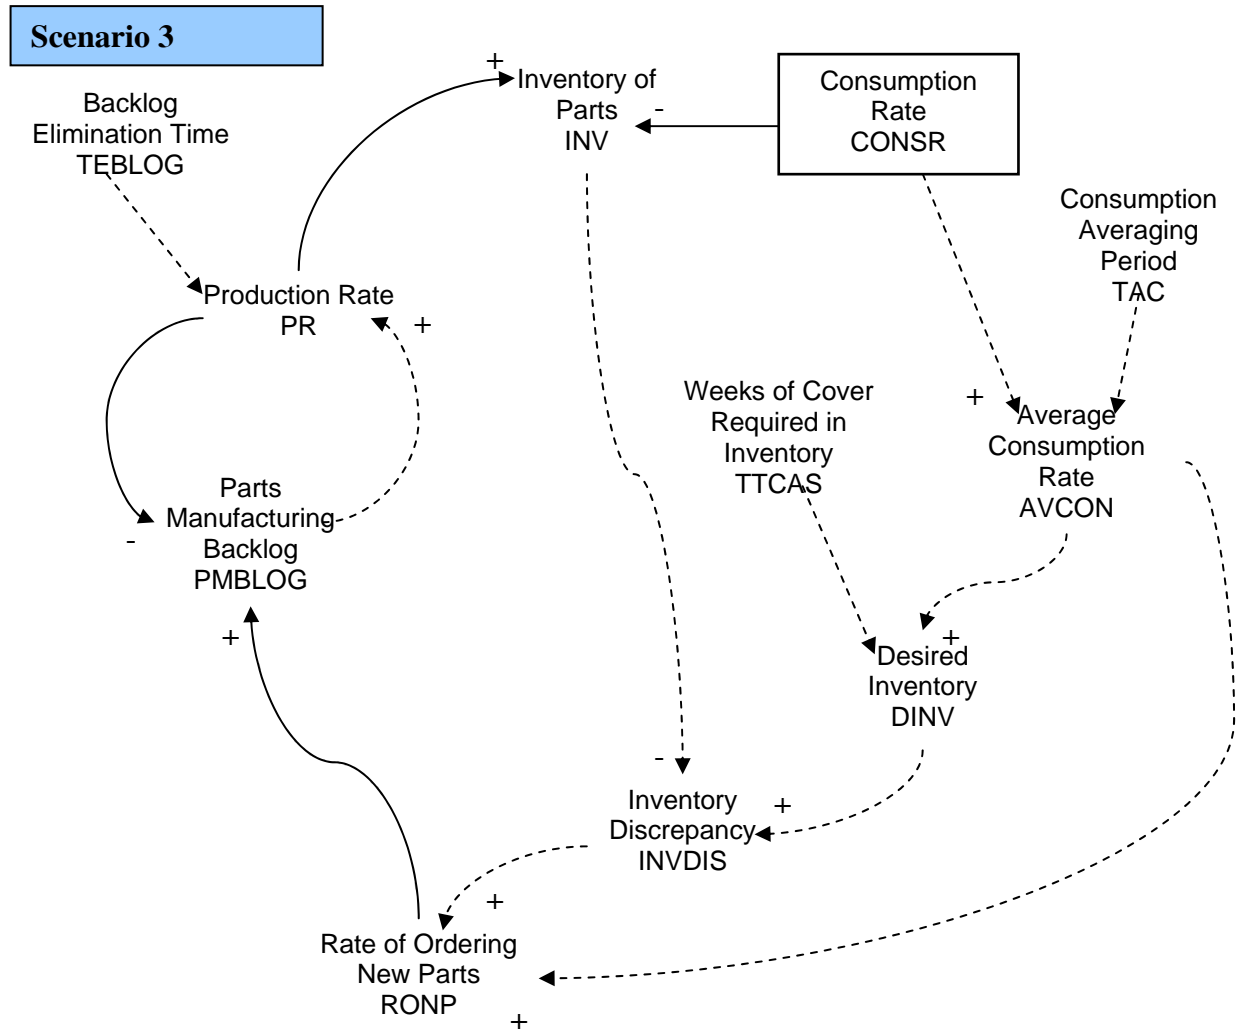 Scenario 3
+
Inventory of
Parts
INV
-
Consumption
Rate
CONSR
Backlog
Elimination Time
TEBLOG
Consumption
Averaging
Period
TAC
Production Rate
PR
+
Weeks of Cover
Required in
Inventory
TTCAS
+
Average
Consumption
Rate
AVCON
Parts
Manufacturing
Backlog
PMBLOG
-
+
+
Desired
Inventory
DINV
-
Inventory
Discrepancy
INVDIS
+
+
Rate of Ordering
New Parts
RONP
+